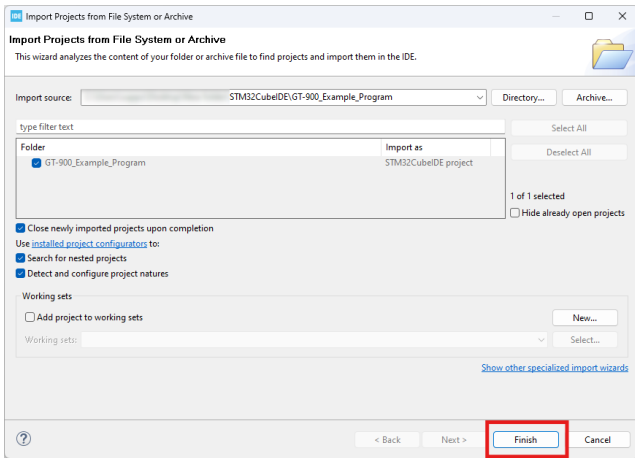 IDE Import Projects from File System or Archive
Import Projects from File System or Archive
This wizard analyzes the content of your folder or archive file to find projects and import them in the IDE.
Import source: STM32CubeIDE\GT-900_Example_Program Directory... Archive...
type filter text Select All
Folder Import as Deselect All
GT-900_Example_Program STM32CubeIDE project
1 of 1 selected
Hide already open projects
Close newly imported projects upon completion
Use installed project configurators to:
Search for nested projects
Detect and configure project natures
Working sets
Add project to working sets New...
Working sets: Select...
Show other specialized import wizards
? < Back Next > Finish Cancel